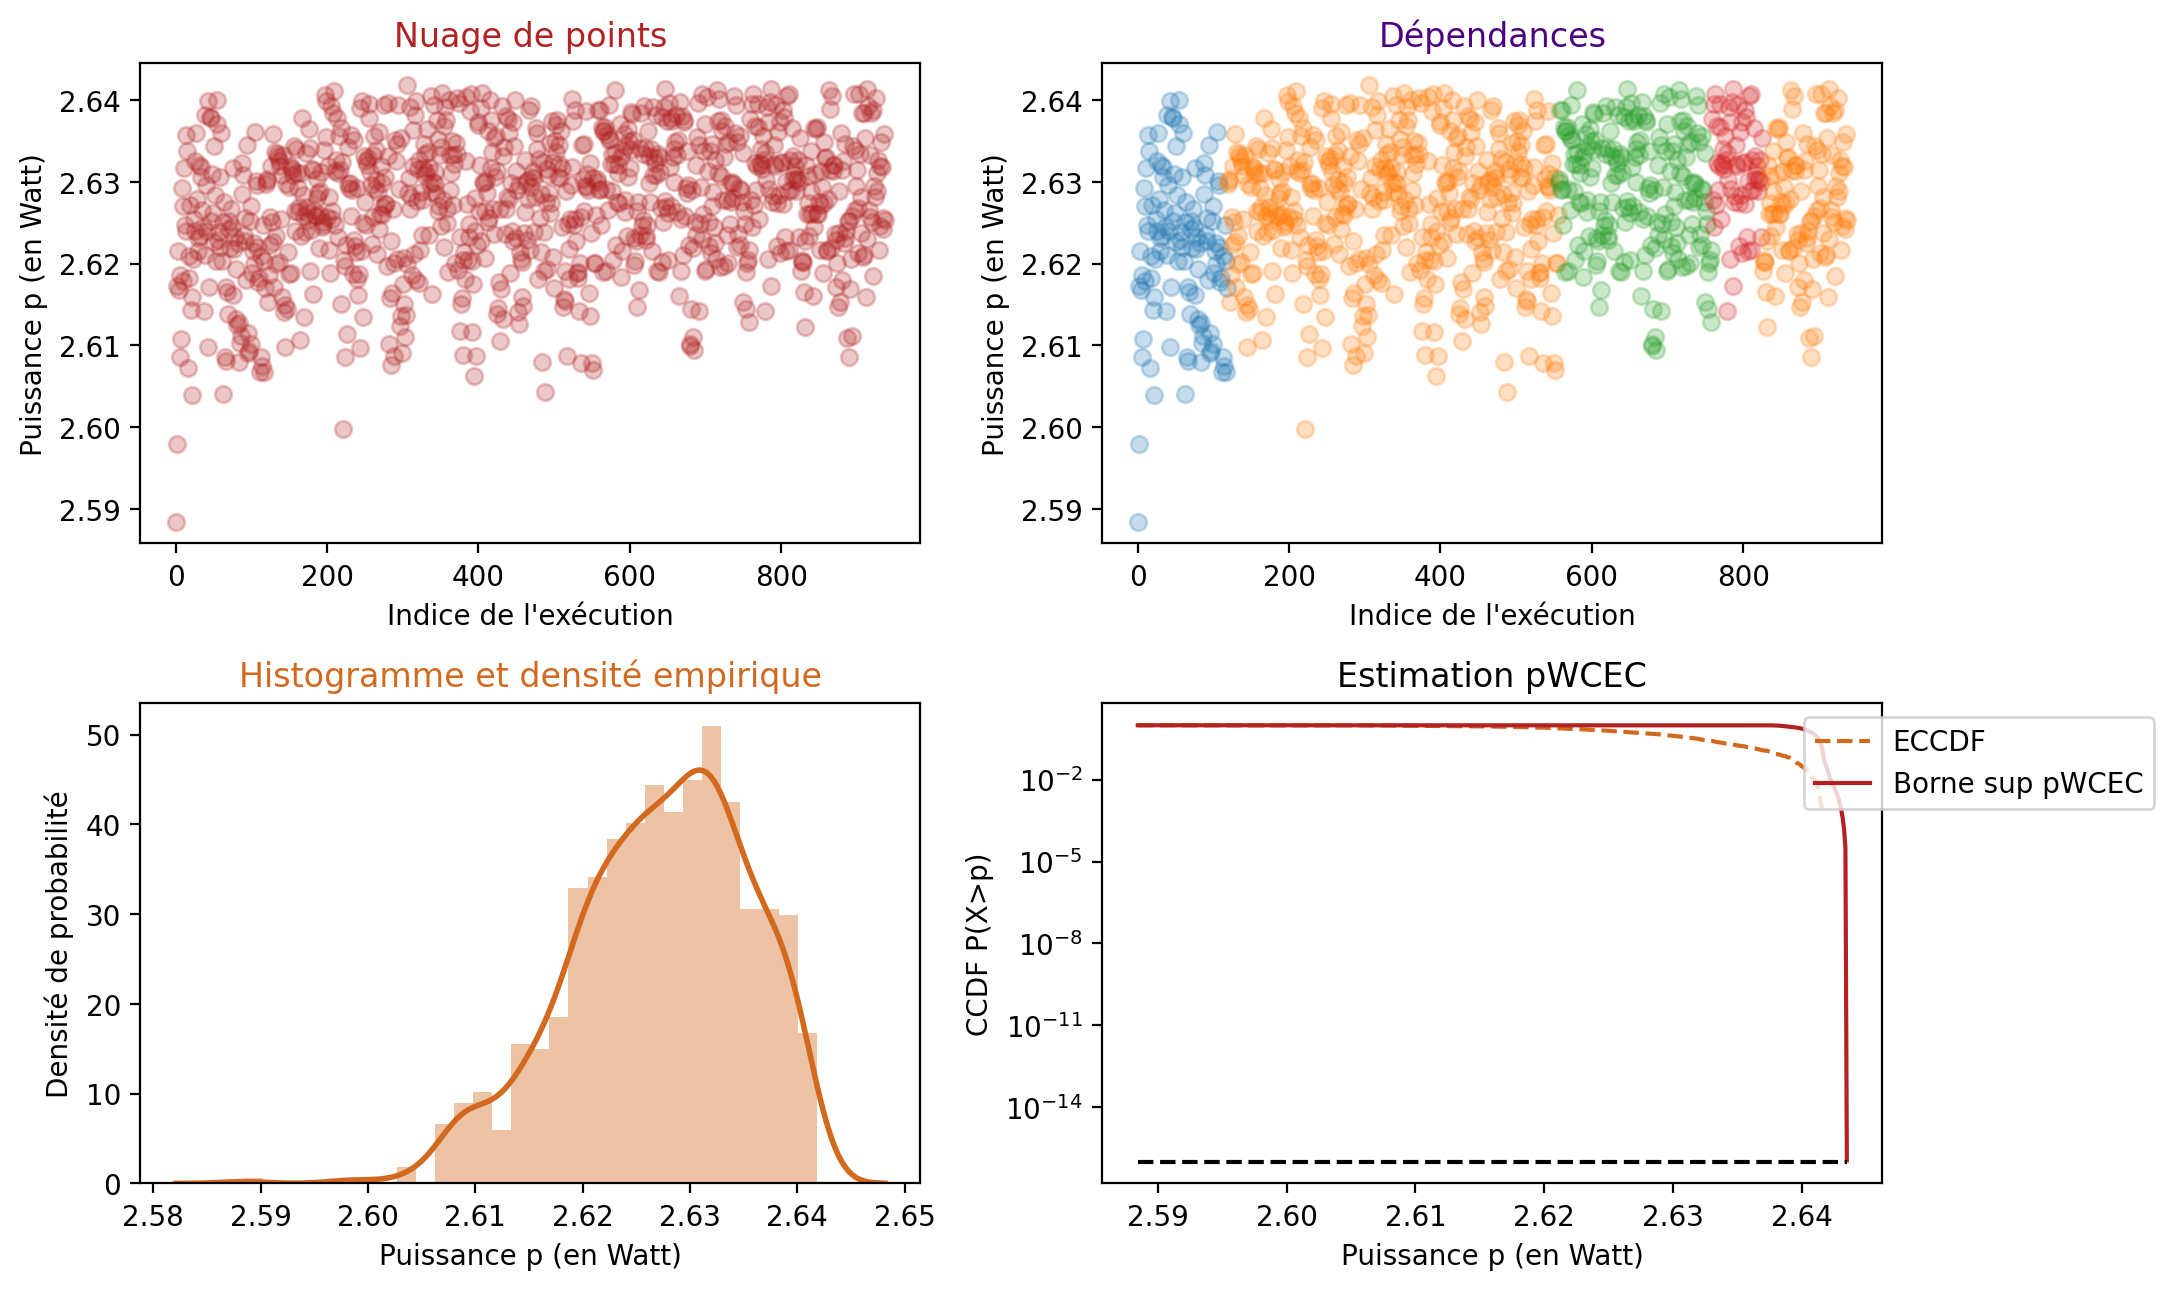 Nuage de points
2.64
2.63
2.62
2.61
2.60
2.59
Puissance p (en Watt)
0 200 400 600 800
Indice de l'exécution
Dépendances
2.64
2.63
2.62
2.61
2.60
2.59
Puissance p (en Watt)
0 200 400 600 800
Indice de l'exécution
Histogramme et densité empirique
50
40
30
20
10
0
Densité de probabilité
2.58 2.59 2.60 2.61 2.62 2.63 2.64 2.65
Puissance p (en Watt)
Estimation pWCEC
ECCDF
Borne sup pWCEC
10⁻²
10⁻⁵
10⁻⁸
10⁻¹¹
10⁻¹⁴
CCDF P(X>p)
2.59 2.60 2.61 2.62 2.63 2.64
Puissance p (en Watt)